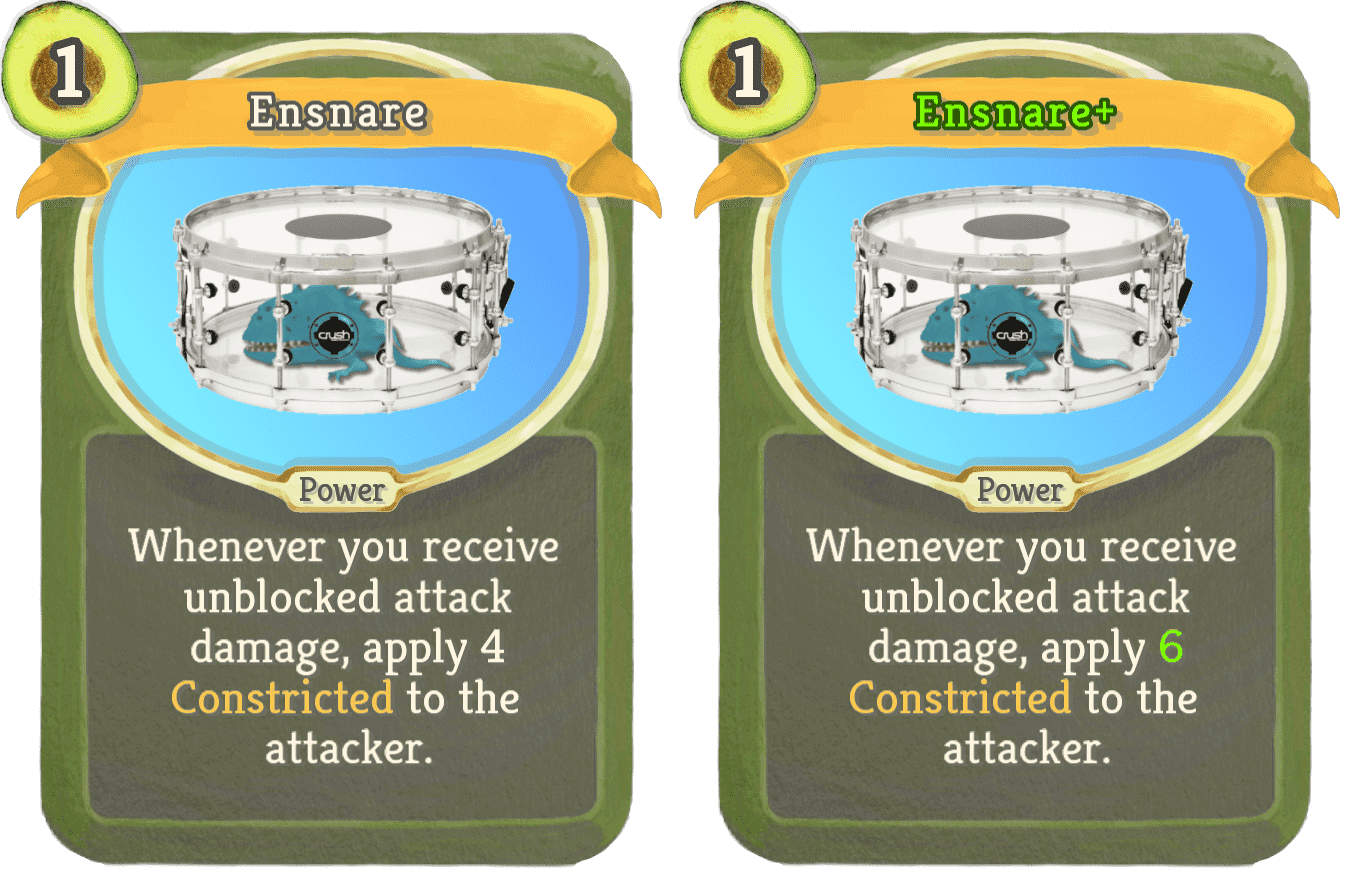 1
Ensnare
crush
Power
Whenever you receive
unblocked attack
damage, apply 4
Constricted to the
attacker.
1
Ensnare+
crush
Power
Whenever you receive
unblocked attack
damage, apply 6
Constricted to the
attacker.